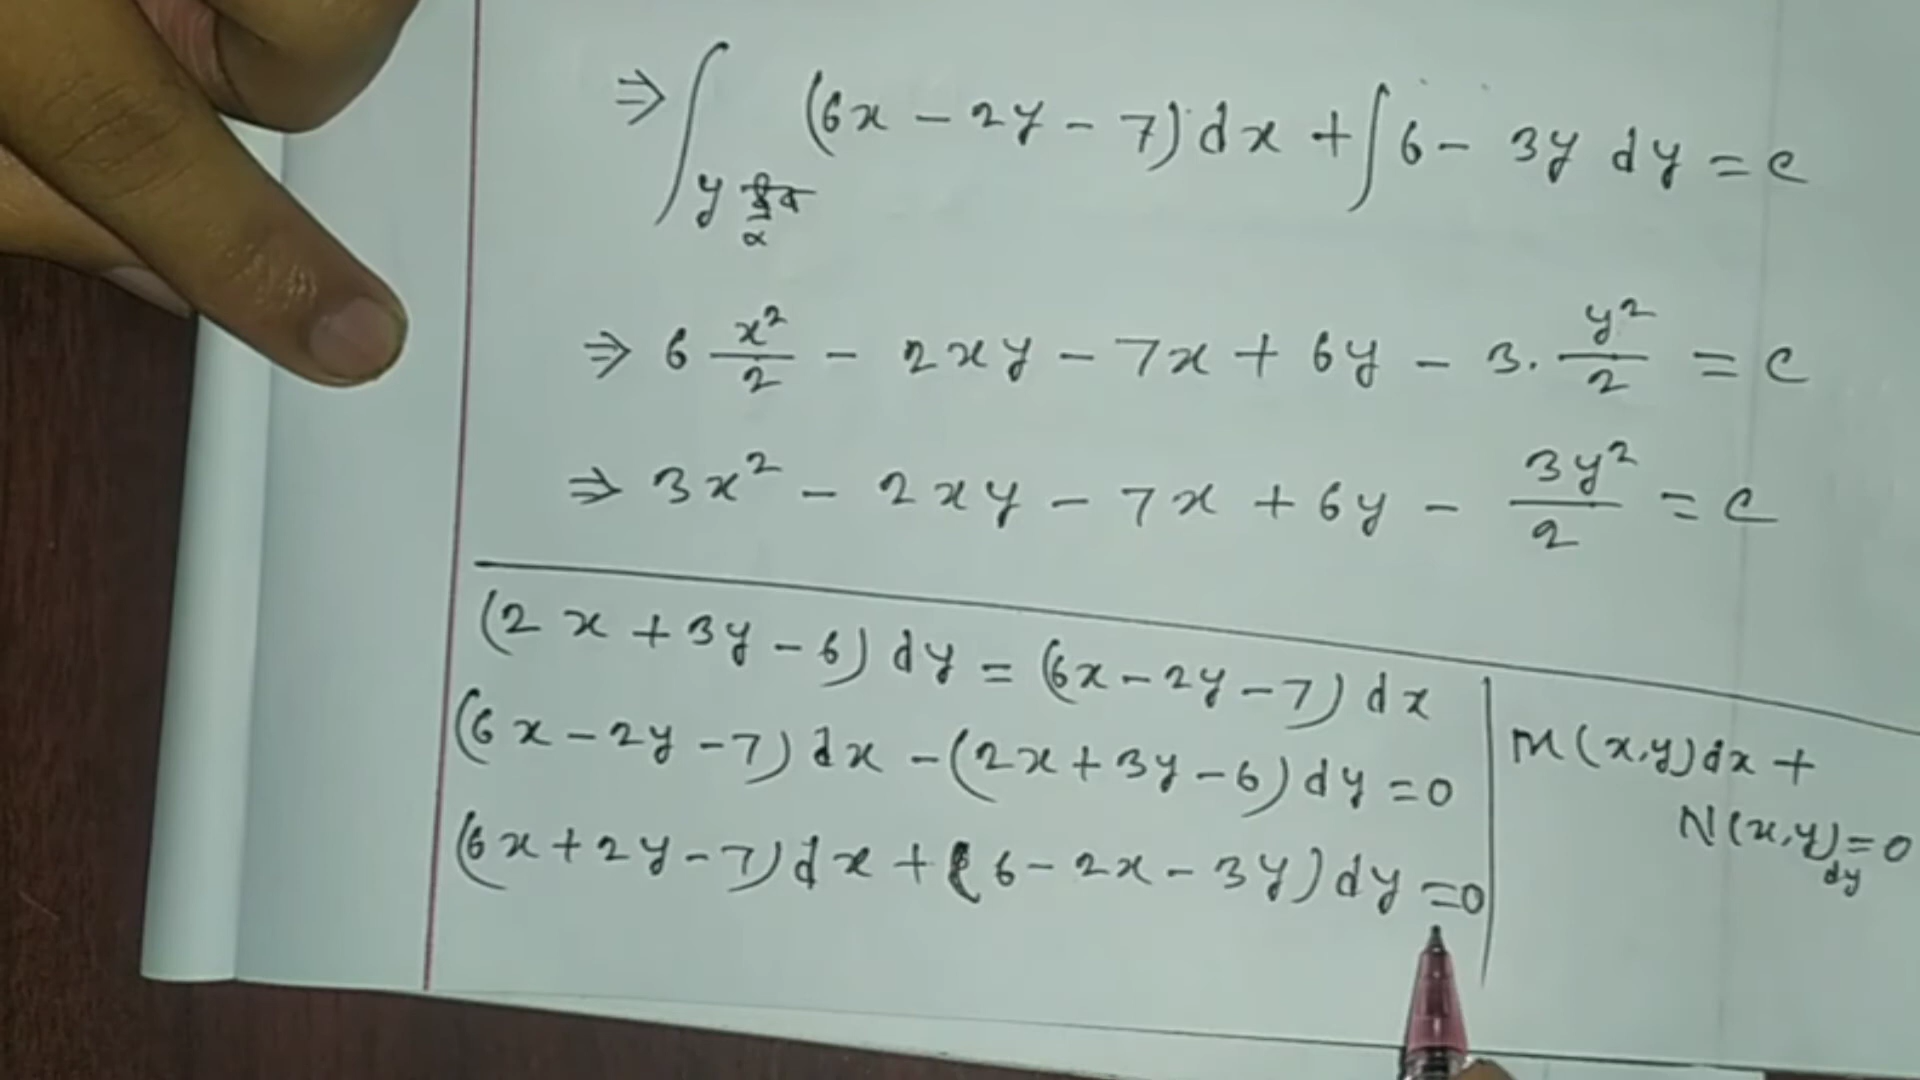 ⇒ ∫ (6x - 2y - 7) dx + ∫ 6 - 3y dy = c
y
⇒ 6 x²/2 - 2xy - 7x + 6y - 3. y²/2 = c
⇒ 3x² - 2xy - 7x + 6y - 3y²/2 = c
(2x + 3y - 6) dy = (6x - 2y - 7) dx
(6x - 2y - 7) dx - (2x + 3y - 6) dy = 0
(6x + 2y - 7) dx + (6 - 2x - 3y) dy = 0
M(x,y)dx +
N(x,y) = 0
dy